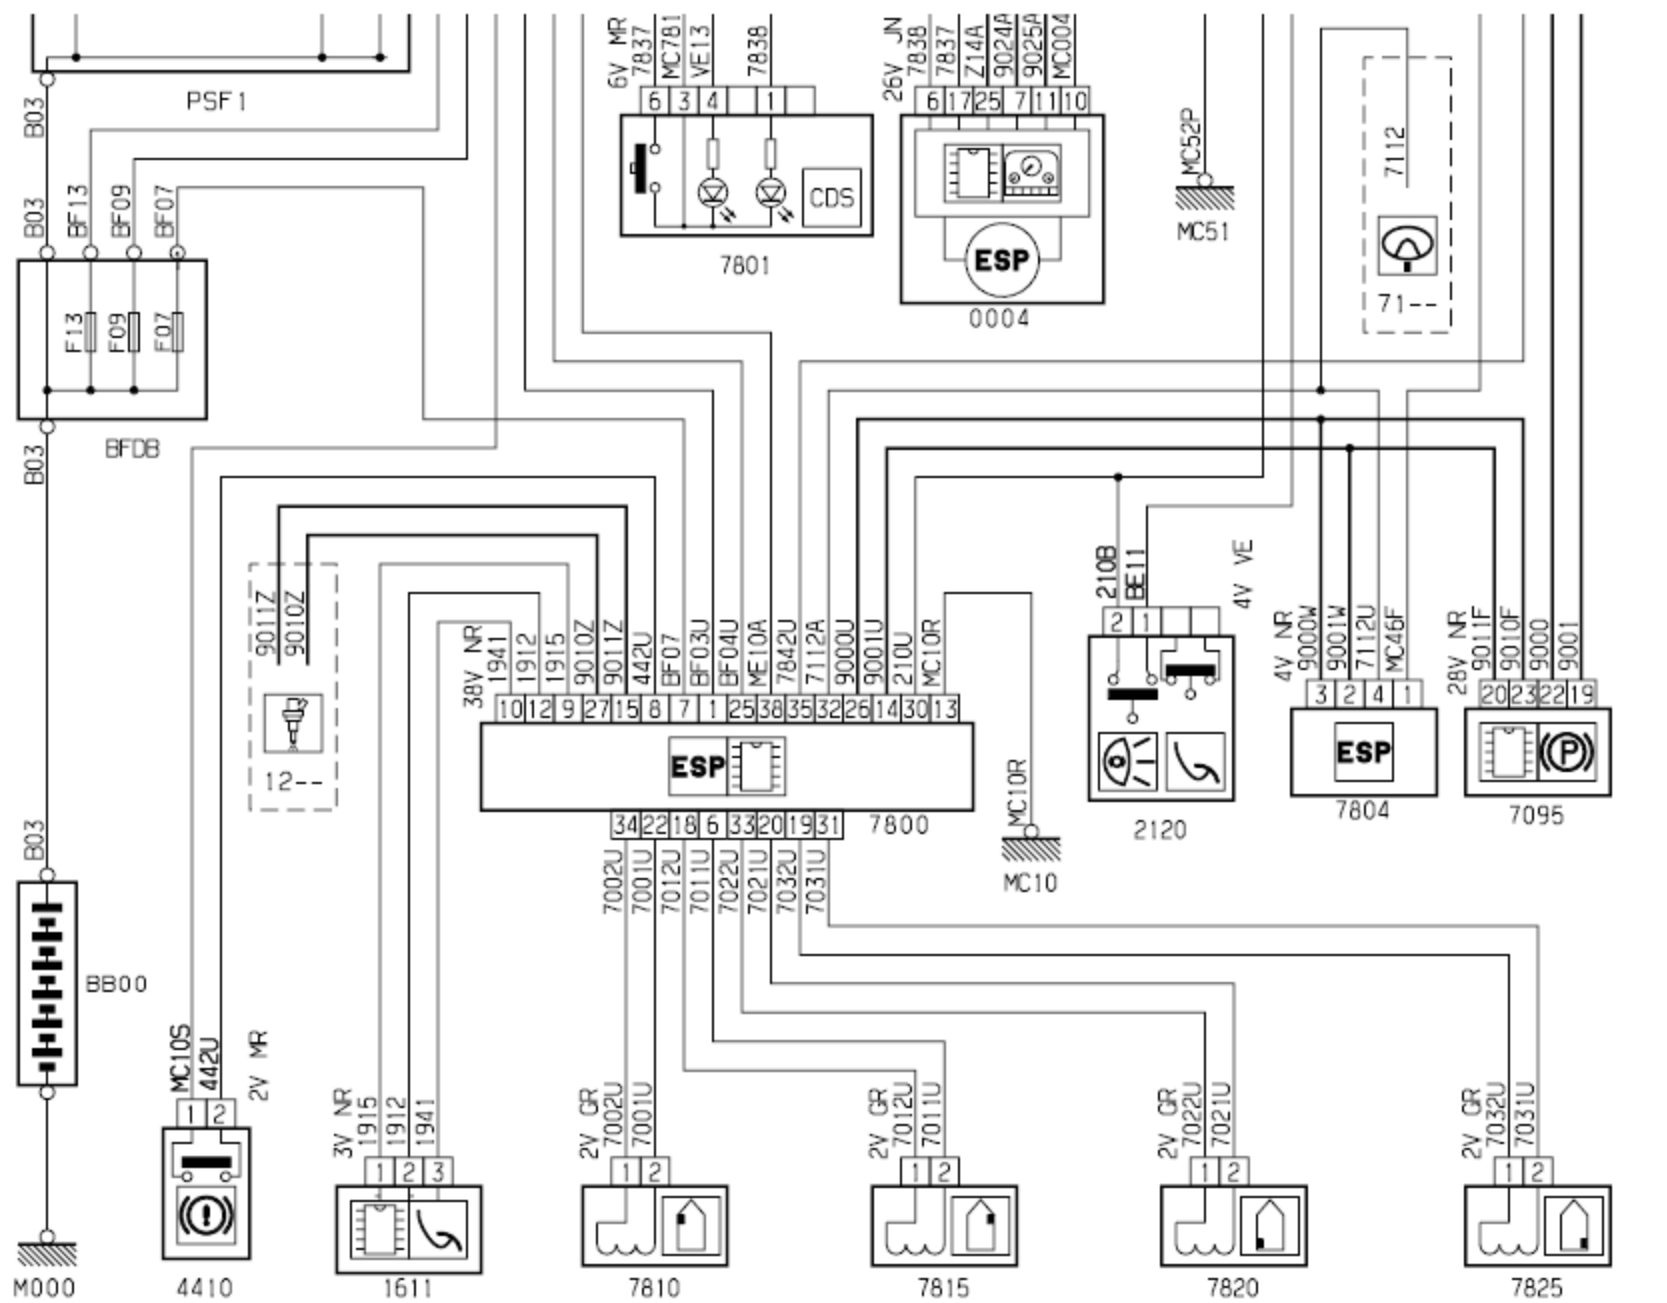 PSF1
B03
6V MR
7837
MC781
VE13
7838
6
3
4
1
CDS
7801
26V JN
7838
7837
Z14A
9024A
9025A
MC004
6
17
25
7
11
10
ESP
0004
MC52P
MC51
7112
71--
B03
BF13
BF09
BF07
F13
F09
F07
BFDB
B03
9011Z
9010Z
12--
38V NR
1941
1912
1915
9010Z
9011Z
442U
BF07
BF03U
BF04U
ME10A
7842U
7112A
9000U
9001U
210U
MC10R
10
12
9
27
15
8
7
1
25
38
35
32
26
14
30
13
ESP
7800
34
22
18
6
33
20
19
31
7002U
7001U
7012U
7011U
7022U
7021U
7032U
7031U
MC10R
MC10
210B
BE11
4V VE
2
1
2120
4V NR
9000W
9001W
7112U
MC46F
3
2
4
1
ESP
7804
28V NR
9011F
9010F
9000
9001
20
23
22
19
P
7095
B03
BB00
M000
MC10S
442U
2V MR
1
2
4410
3V NR
1915
1912
1941
1
2
3
1611
2V GR
7002U
7001U
1
2
7810
2V GR
7012U
7011U
1
2
7815
2V GR
7022U
7021U
1
2
7820
2V GR
7032U
7031U
1
2
7825